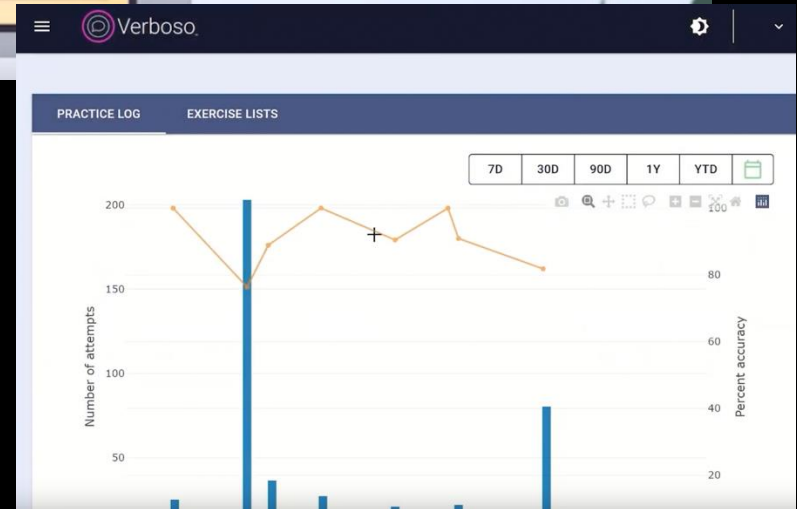 Verboso
PRACTICE LOG EXERCISE LISTS
7D 30D 90D 1Y YTD
200
150
100
50
Number of attempts
100
80
60
40
20
Percent accuracy